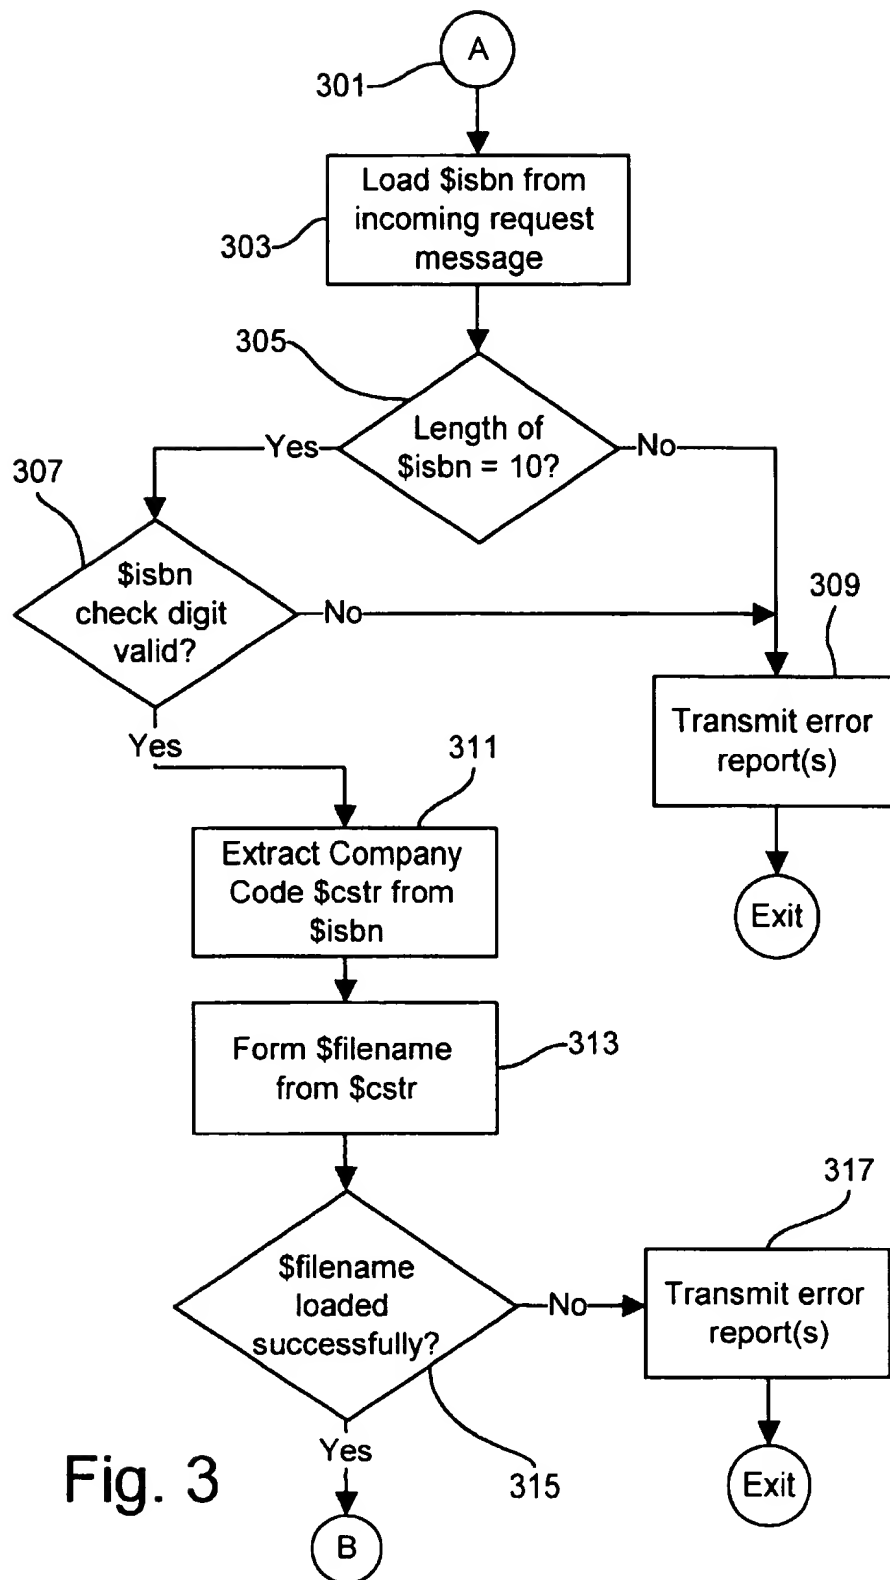 A
301
Load $isbn from
incoming request
message
303
305
Length of
$isbn = 10?
Yes
No
307
$isbn
check digit
valid?
No
309
Transmit error
report(s)
Yes
311
Extract Company
Code $cstr from
$isbn
Exit
Form $filename
from $cstr
313
317
$filename
loaded
successfully?
No
Transmit error
report(s)
Yes
315
Exit
Fig. 3
B